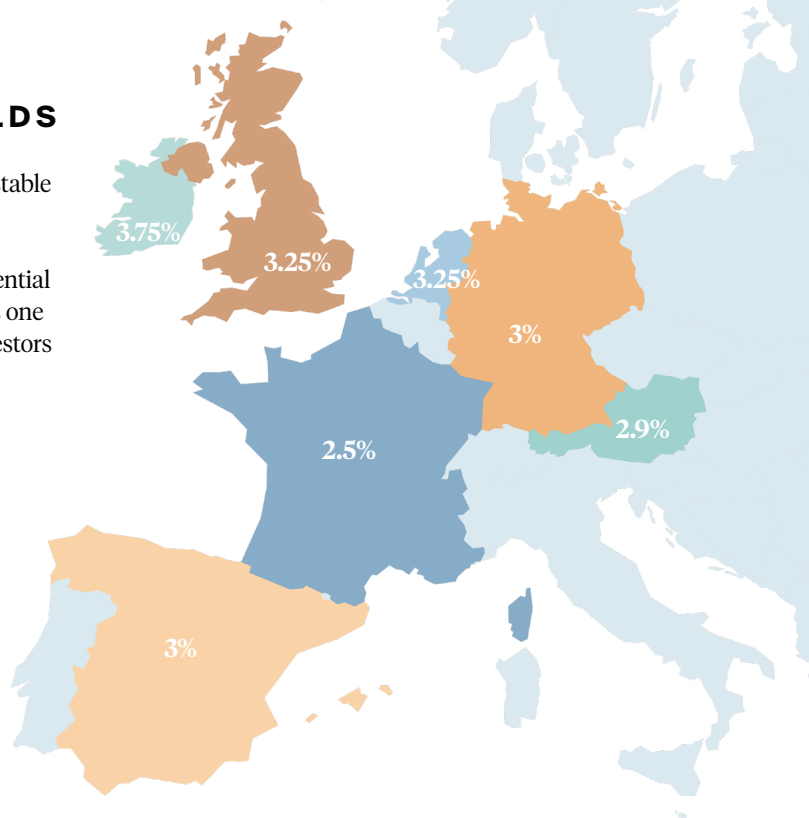 LDS
table
ential
one
estors
3.75%
3.25%
3.25%
3%
2.5%
2.9%
3%